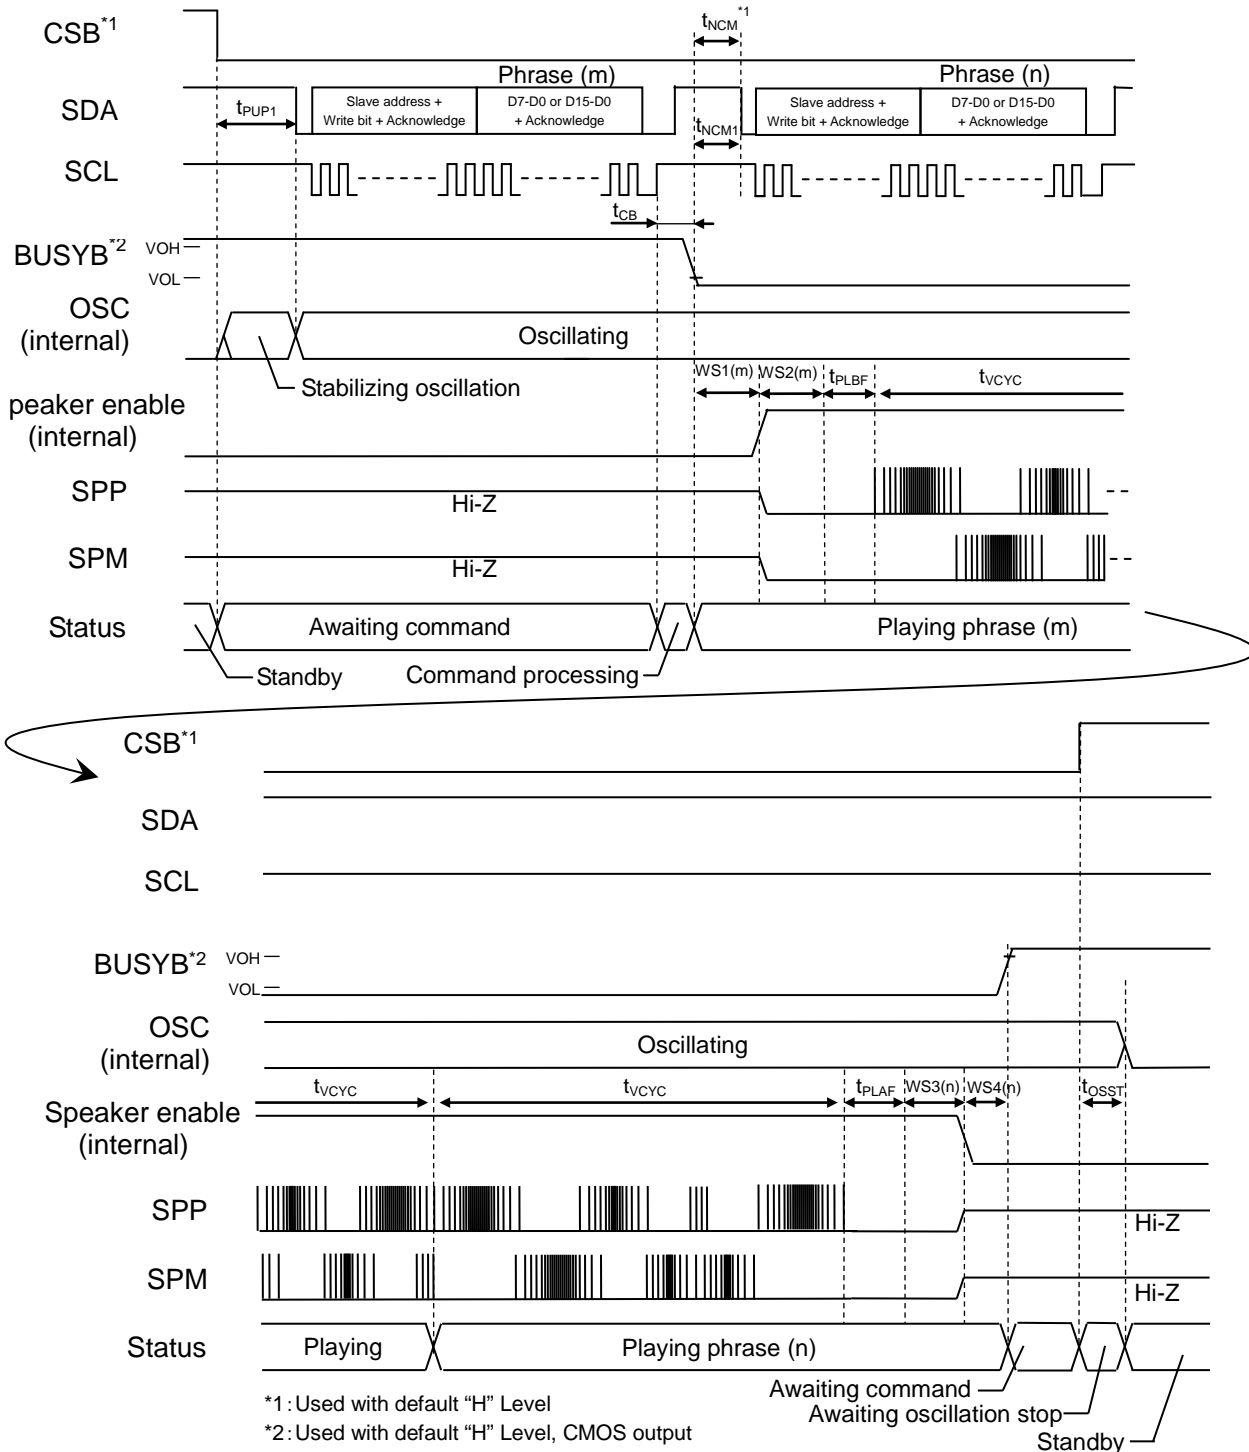 CSB*1
tNCM*1
Phrase (m)
Phrase (n)
SDA
tPUP1
Slave address +
Write bit + Acknowledge
D7-D0 or D15-D0
+ Acknowledge
tNCM1
Slave address +
Write bit + Acknowledge
D7-D0 or D15-D0
+ Acknowledge
SCL
tCB
BUSYB*2
VOH
VOL
OSC
(internal)
Oscillating
Stabilizing oscillation
WS1(m)
WS2(m)
tPLBF
tVCYC
peaker enable
(internal)
SPP
Hi-Z
SPM
Hi-Z
Status
Awaiting command
Playing phrase (m)
Standby
Command processing
CSB*1
SDA
SCL
BUSYB*2
VOH
VOL
OSC
(internal)
Oscillating
tVCYC
tVCYC
tPLAF
WS3(n)
WS4(n)
tOSST
Speaker enable
(internal)
SPP
Hi-Z
SPM
Hi-Z
Status
Playing
Playing phrase (n)
Awaiting command
Awaiting oscillation stop
Standby
*1: Used with default “H” Level
*2: Used with default “H” Level, CMOS output